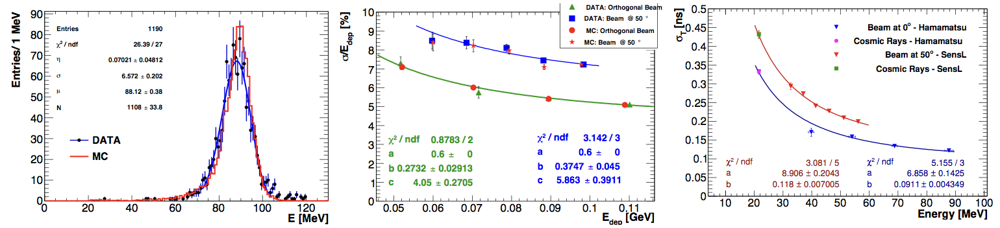 Entries/ 1 MeV
90
80
70
60
50
40
30
20
10
0
Entries 1190
χ² / ndf 26.39 / 27
η 0.07021 ± 0.04812
σ 6.572 ± 0.202
μ 88.12 ± 0.38
N 1108 ± 33.8
DATA
MC
0 20 40 60 80 100 120
E [MeV]
σ/E_dep [%]
10
9
8
7
6
5
4
3
2
1
0
DATA: Orthogonal Beam
DATA: Beam @ 50 °
MC: Orthogonal Beam
MC: Beam @ 50 °
χ² / ndf 0.8783 / 2
a 0.6 ± 0
b 0.2732 ± 0.02913
c 4.05 ± 0.2705
χ² / ndf 3.142 / 3
a 0.6 ± 0
b 0.3747 ± 0.045
c 5.863 ± 0.3911
0.05 0.06 0.07 0.08 0.09 0.1 0.11
E_dep [GeV]
σ_T [ns]
0.5
0.45
0.4
0.35
0.3
0.25
0.2
0.15
0.1
0.05
0
Beam at 0° - Hamamatsu
Cosmic Rays - Hamamatsu
Beam at 50° - SensL
Cosmic Rays - SensL
χ² / ndf 3.081 / 5
a 8.906 ± 0.2043
b 0.118 ± 0.007005
χ² / ndf 5.155 / 3
a 6.858 ± 0.1425
b 0.0911 ± 0.004349
10 20 30 40 50 60 70 80 90 100
Energy [MeV]